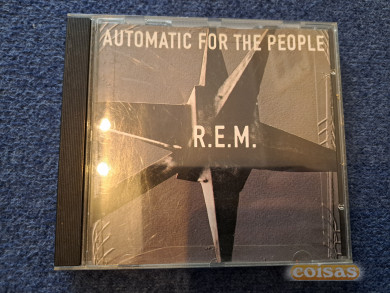 AUTOMATIC FOR THE PEOPLE
R.E.M.
coisas